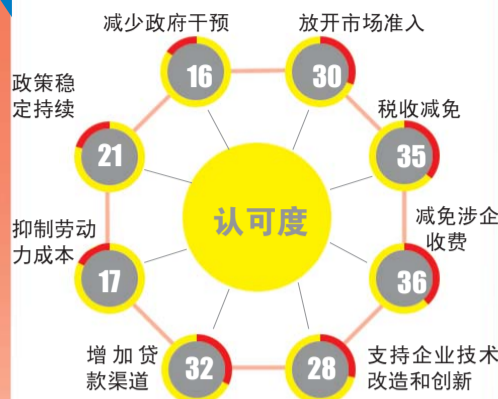 减少政府干预
16
放开市场准入
30
税收减免
35
减免涉企
收费
36
支持企业技术
改造和创新
28
增加贷
款渠道
32
抑制劳动
力成本
17
政策稳
定持续
21
认可度